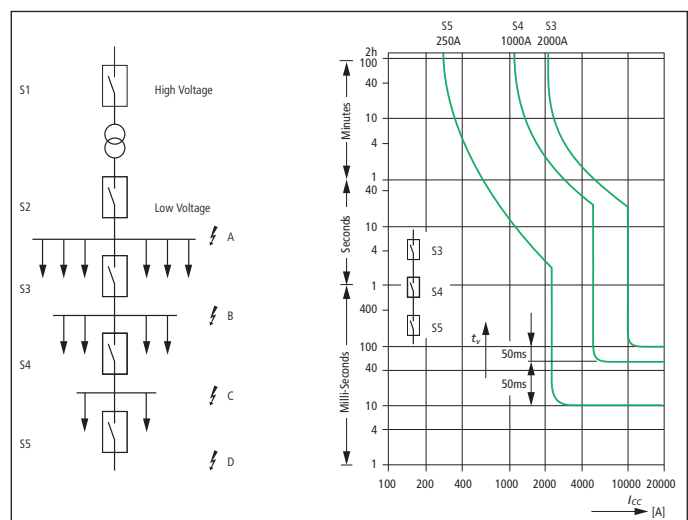 S1
High Voltage
S2
Low Voltage
A
S3
B
S4
C
S5
D
S5 S4 S3
250A 1000A 2000A
2h
100
40
10
4
1
40
10
4
1
400
100
40
10
4
1
Minutes
Seconds
Milli-Seconds
S3
S4
S5
tv
50ms
50ms
100 200 400 1000 2000 4000 10000 20000
ICC
[A]